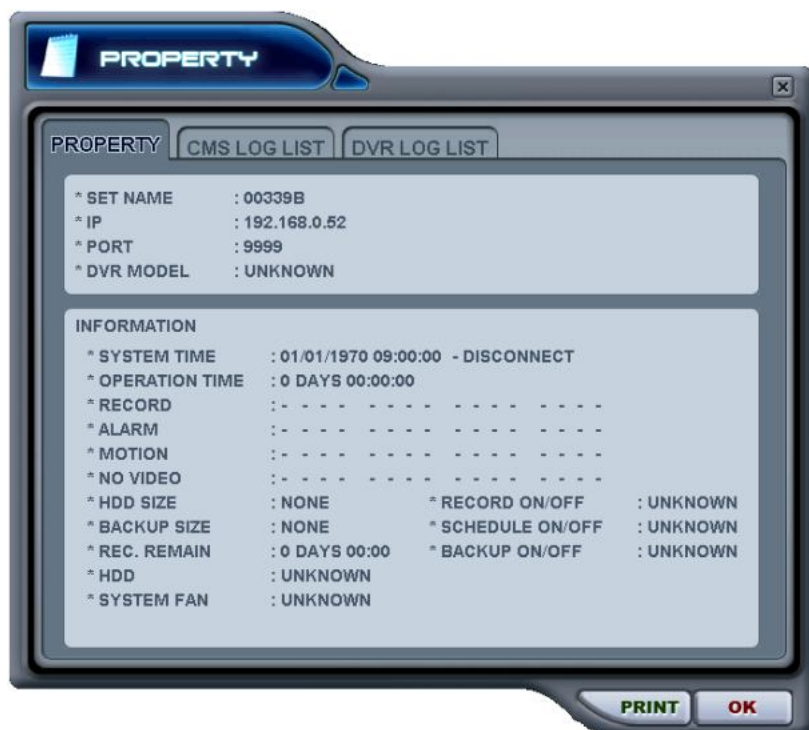 PROPERTY
PROPERTY CMS LOG LIST DVR LOG LIST
* SET NAME : 00339B
* IP : 192.168.0.52
* PORT : 9999
* DVR MODEL : UNKNOWN
INFORMATION
* SYSTEM TIME : 01/01/1970 09:00:00 - DISCONNECT
* OPERATION TIME : 0 DAYS 00:00:00
* RECORD : - - - - - - - - - - - - - - - -
* ALARM : - - - - - - - - - - - - - - - -
* MOTION : - - - - - - - - - - - - - - - -
* NO VIDEO : - - - - - - - - - - - - - - - -
* HDD SIZE : NONE * RECORD ON/OFF : UNKNOWN
* BACKUP SIZE : NONE * SCHEDULE ON/OFF : UNKNOWN
* REC. REMAIN : 0 DAYS 00:00 * BACKUP ON/OFF : UNKNOWN
* HDD : UNKNOWN
* SYSTEM FAN : UNKNOWN
PRINT OK